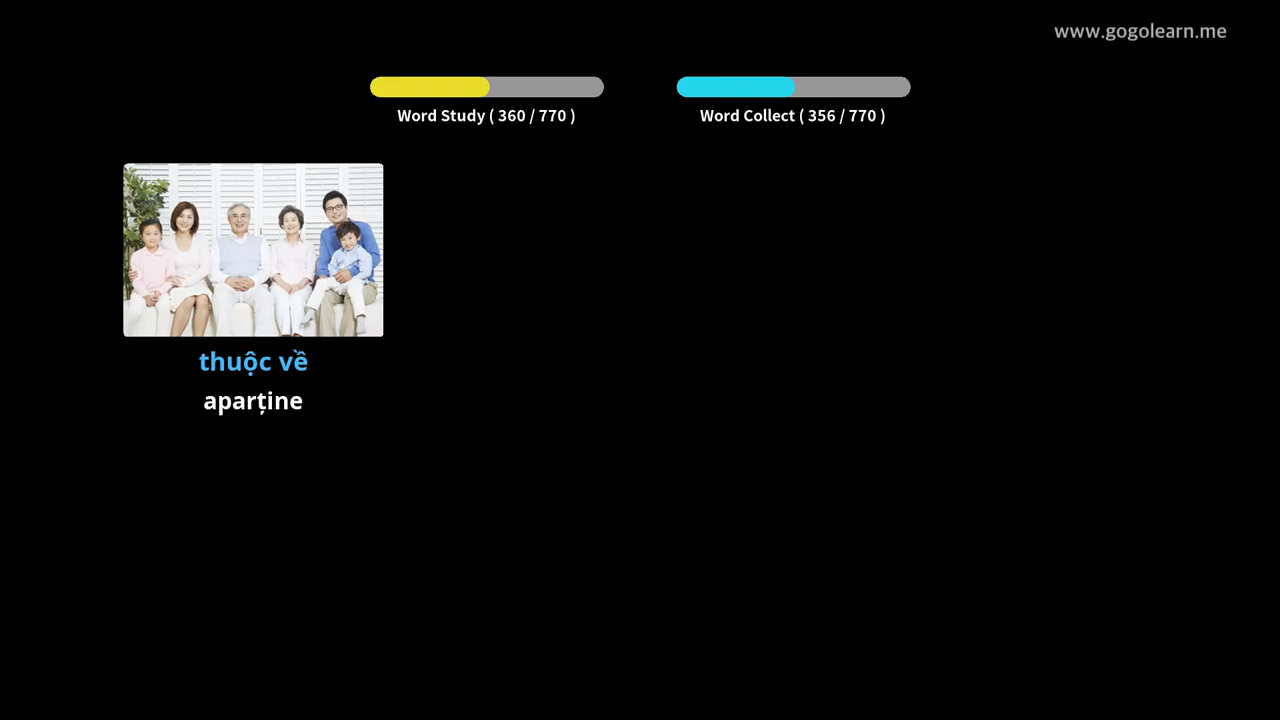 www.gogolearn.me
Word Study ( 360 / 770 )
Word Collect ( 356 / 770 )
thuộc về
aparține